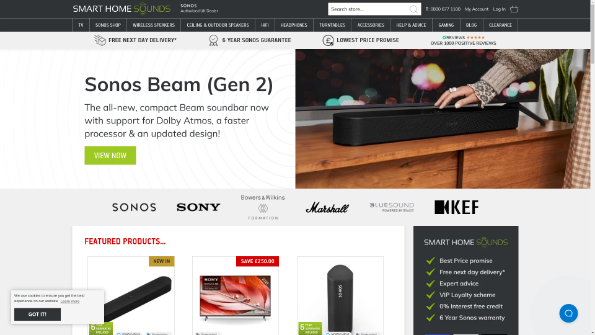 SMART HOME SOUNDS
SONOS
Search store...
My Account
Log in
TV
SONOS SHOP
WIRELESS SPEAKERS
CEILING & OUTDOOR SPEAKERS
HIFI
HEADPHONES
TURNTABLES
ACCESSORIES
HELP & ADVICE
GAMING
BLOG
CLEARANCE
FREE NEXT DAY DELIVERY*
6 YEAR SONOS GUARANTEE
LOWEST PRICE PROMISE
REVIEWS
OVER 1000 POSITIVE REVIEWS
Sonos Beam (Gen 2)
The all-new, compact Beam soundbar now
with support for Dolby Atmos, a faster
processor & an updated design!
VIEW NOW
SONOS
SONY
Bowers & Wilkins
FORMATION
Marshall
BLUESOUND
KEF
FEATURED PRODUCTS...
NEW IN
SAVE £250.00
SONOS
SMART HOME SOUNDS
Best Price promise
Free next day delivery*
Expert advice
VIP Loyalty scheme
0% Interest free credit
6 Year Sonos warranty
We use cookies to ensure you get the best
experience on our website. Learn more
GOT IT!